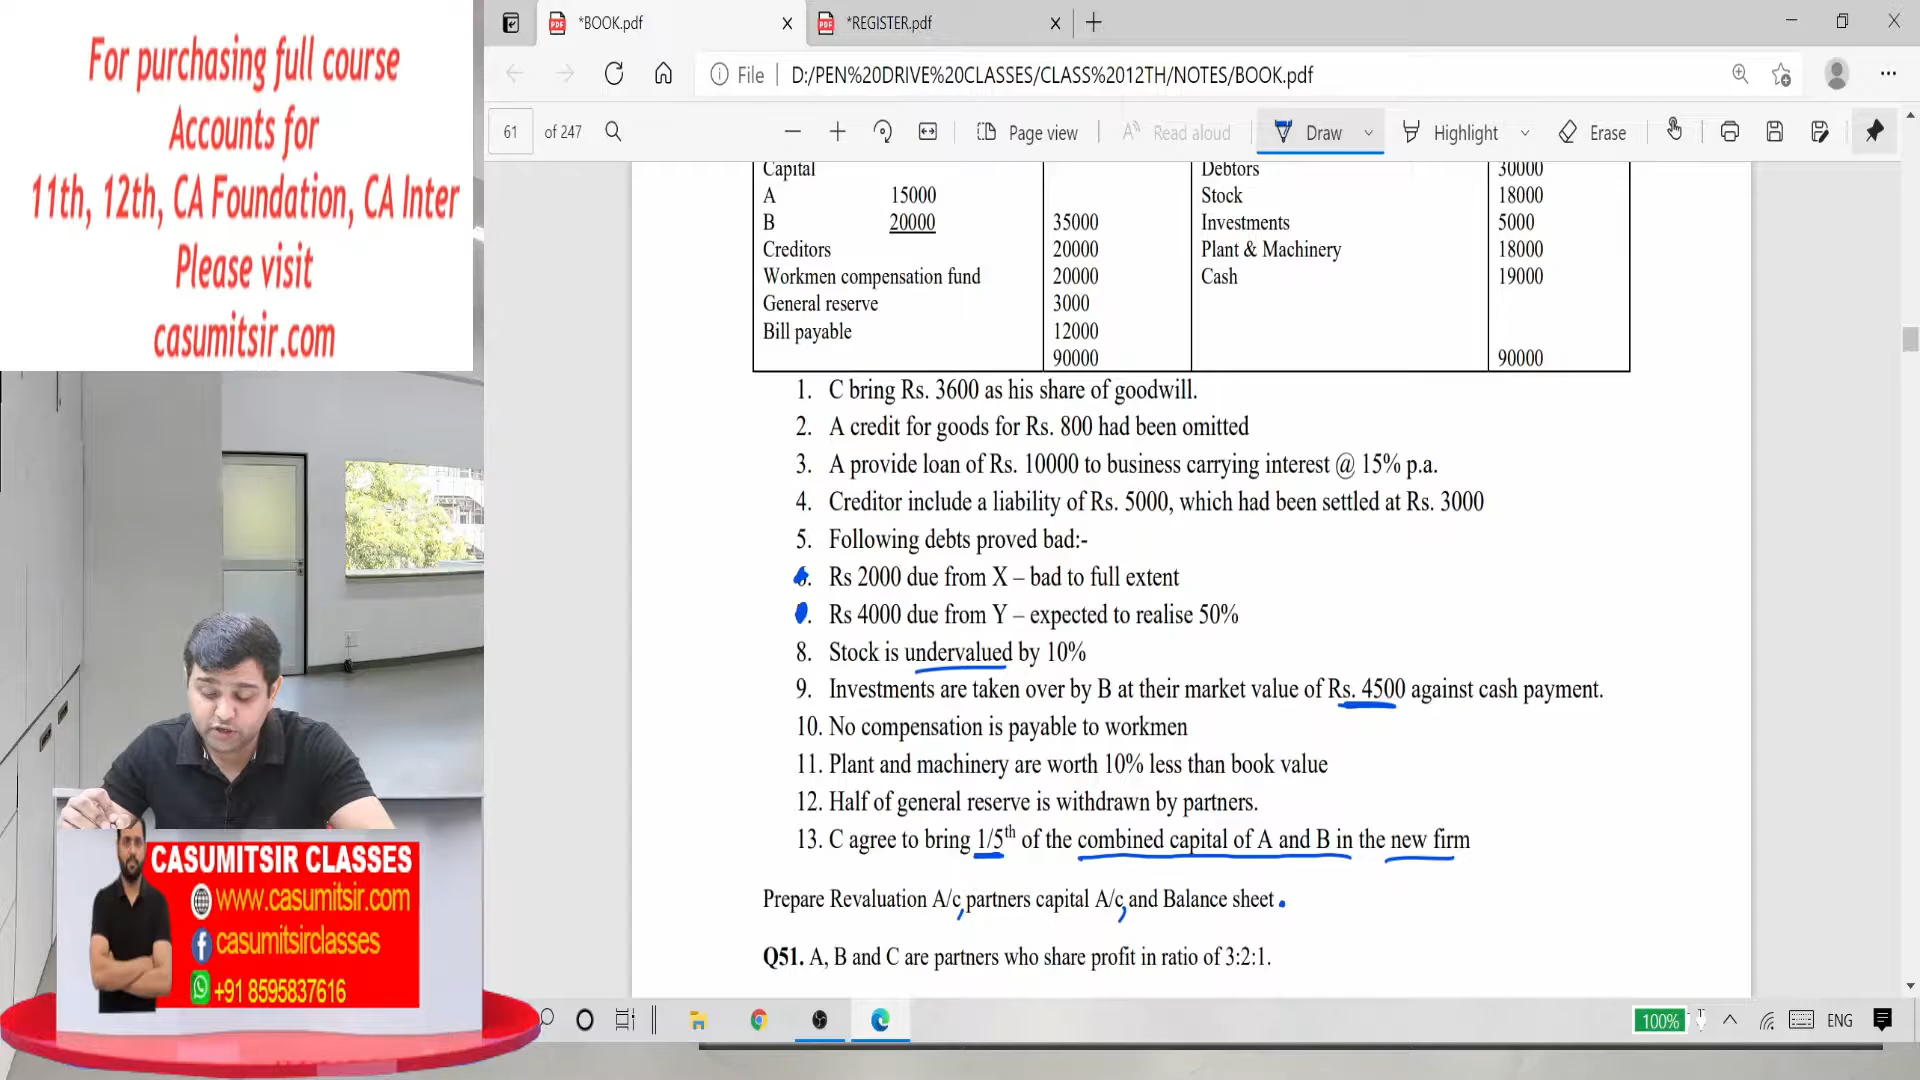 For purchasing full course
Accounts for
11th, 12th, CA Foundation, CA Inter
Please visit
casumitsir.com
*BOOK.pdf
*REGISTER.pdf
File
D:/PEN%20DRIVE%20CLASSES/CLASS%2012TH/NOTES/BOOK.pdf
61 of 247
Page view
Read aloud
Draw
Highlight
Erase
Capital Debtors 30000
A 15000 Stock 18000
B 20000 35000 Investments 5000
Creditors 20000 Plant & Machinery 18000
Workmen compensation fund 20000 Cash 19000
General reserve 3000
Bill payable 12000
90000 90000
1. C bring Rs. 3600 as his share of goodwill.
2. A credit for goods for Rs. 800 had been omitted
3. A provide loan of Rs. 10000 to business carrying interest @ 15% p.a.
4. Creditor include a liability of Rs. 5000, which had been settled at Rs. 3000
5. Following debts proved bad:-
Rs 2000 due from X – bad to full extent
Rs 4000 due from Y – expected to realise 50%
8. Stock is undervalued by 10%
9. Investments are taken over by B at their market value of Rs. 4500 against cash payment.
10. No compensation is payable to workmen
11. Plant and machinery are worth 10% less than book value
12. Half of general reserve is withdrawn by partners.
13. C agree to bring 1/5th of the combined capital of A and B in the new firm
Prepare Revaluation A/c, partners capital A/c, and Balance sheet.
Q51. A, B and C are partners who share profit in ratio of 3:2:1.
CASUMITSIR CLASSES
www.casumitsir.com
casumitsirclasses
+91 8595837616
100%
ENG